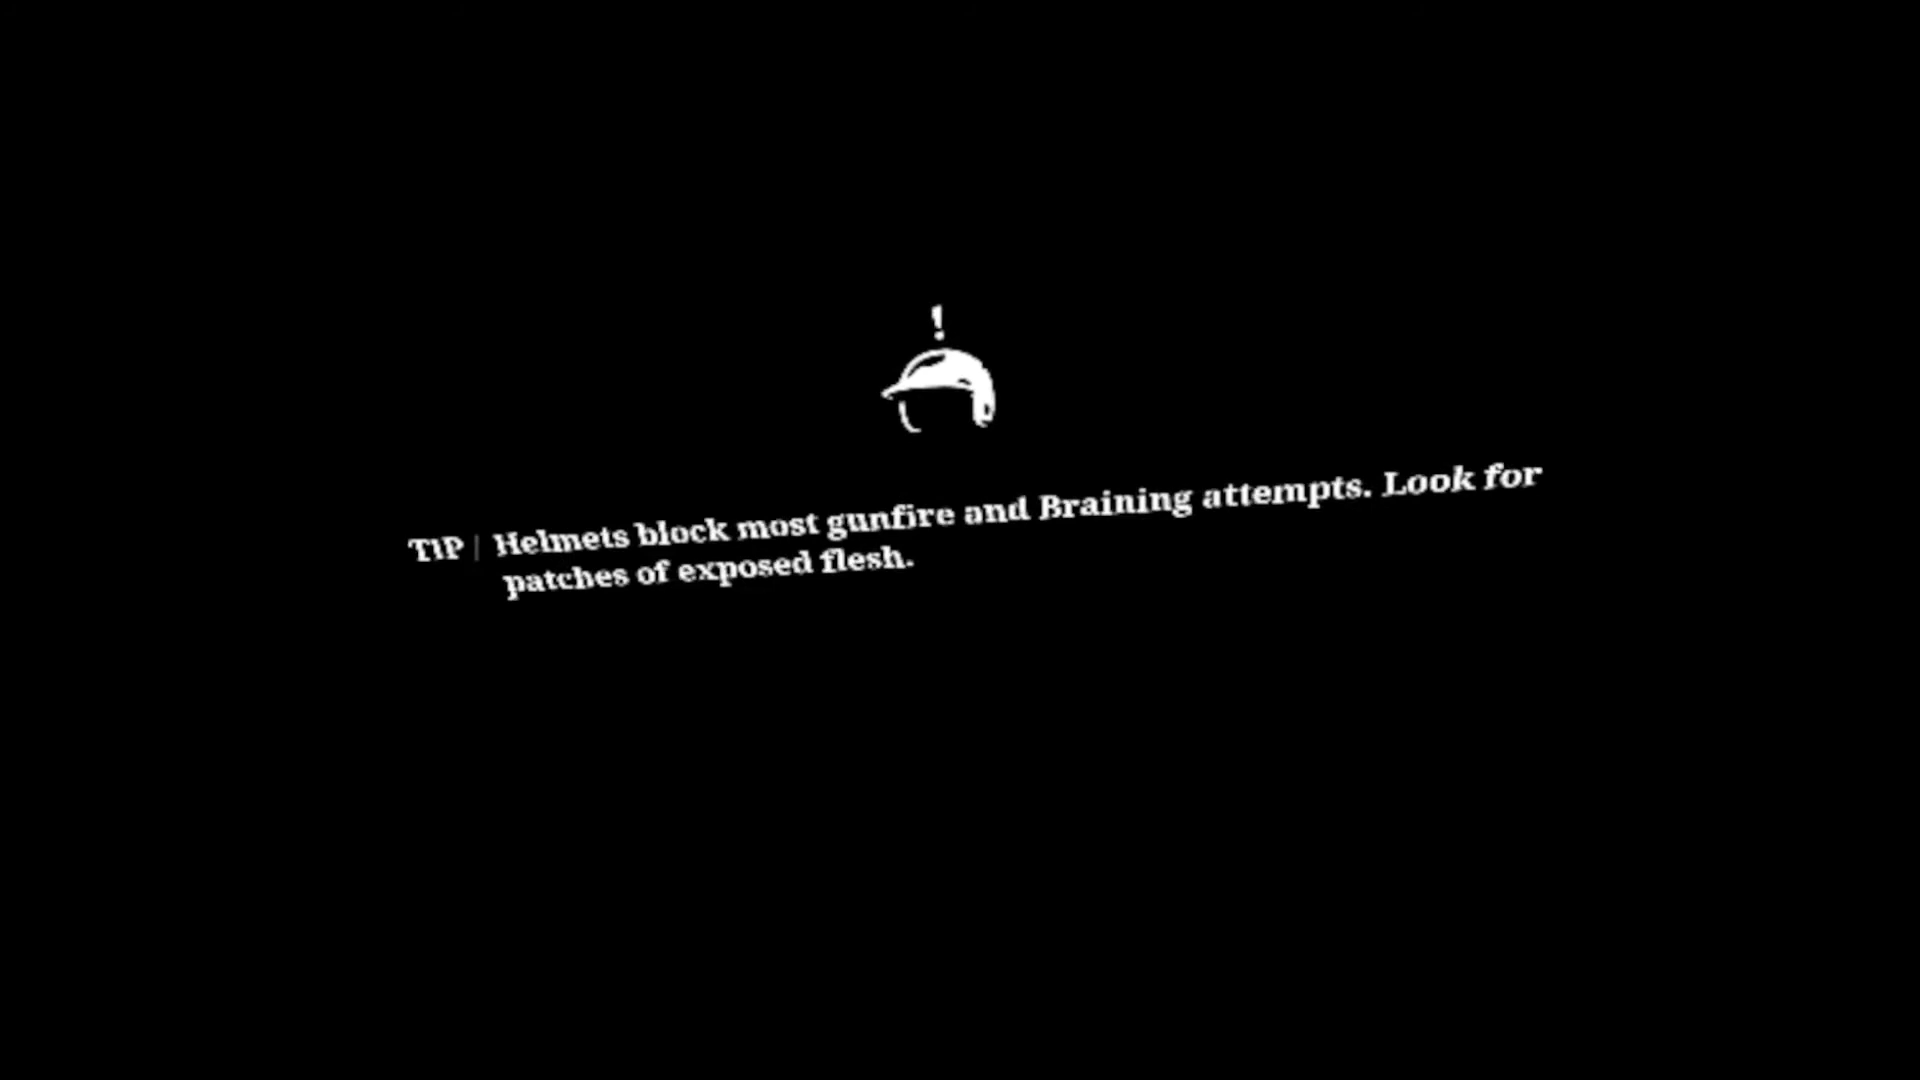 !
TIP | Helmets block most gunfire and Braining attempts. Look for
patches of exposed flesh.